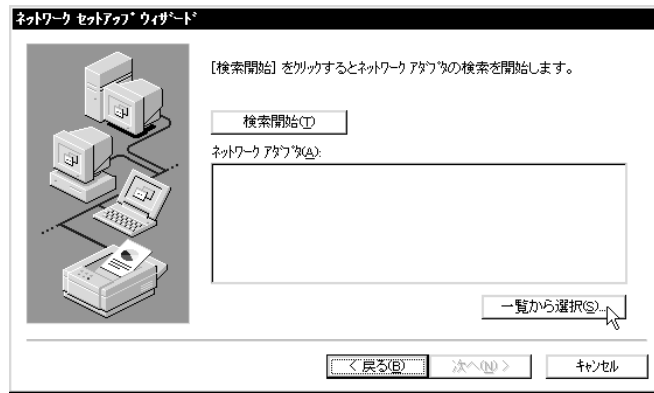 ﾈｯﾄﾜｰｸ ｾｯﾄｱｯﾌﾟ ｳｨｻﾞｰﾄﾞ
[検索開始] をｸﾘｯｸするとﾈｯﾄﾜｰｸ ｱﾀﾞﾌﾟﾀの検索を開始します。
検索開始(T)
ﾈｯﾄﾜｰｸ ｱﾀﾞﾌﾟﾀ(A):
一覧から選択(S)...
< 戻る(B)
次へ(N) >
ｷｬﾝｾﾙ